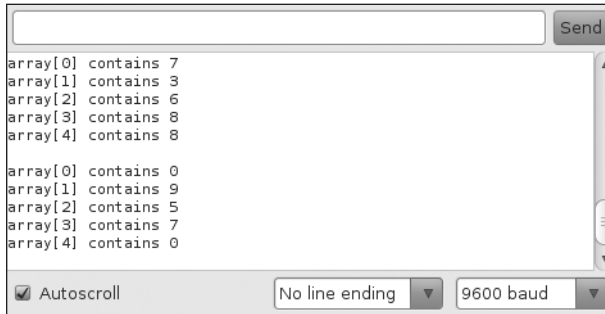 Send
array[0] contains 7
array[1] contains 3
array[2] contains 6
array[3] contains 8
array[4] contains 8
array[0] contains 0
array[1] contains 9
array[2] contains 5
array[3] contains 7
array[4] contains 0
Autoscroll
No line ending
9600 baud